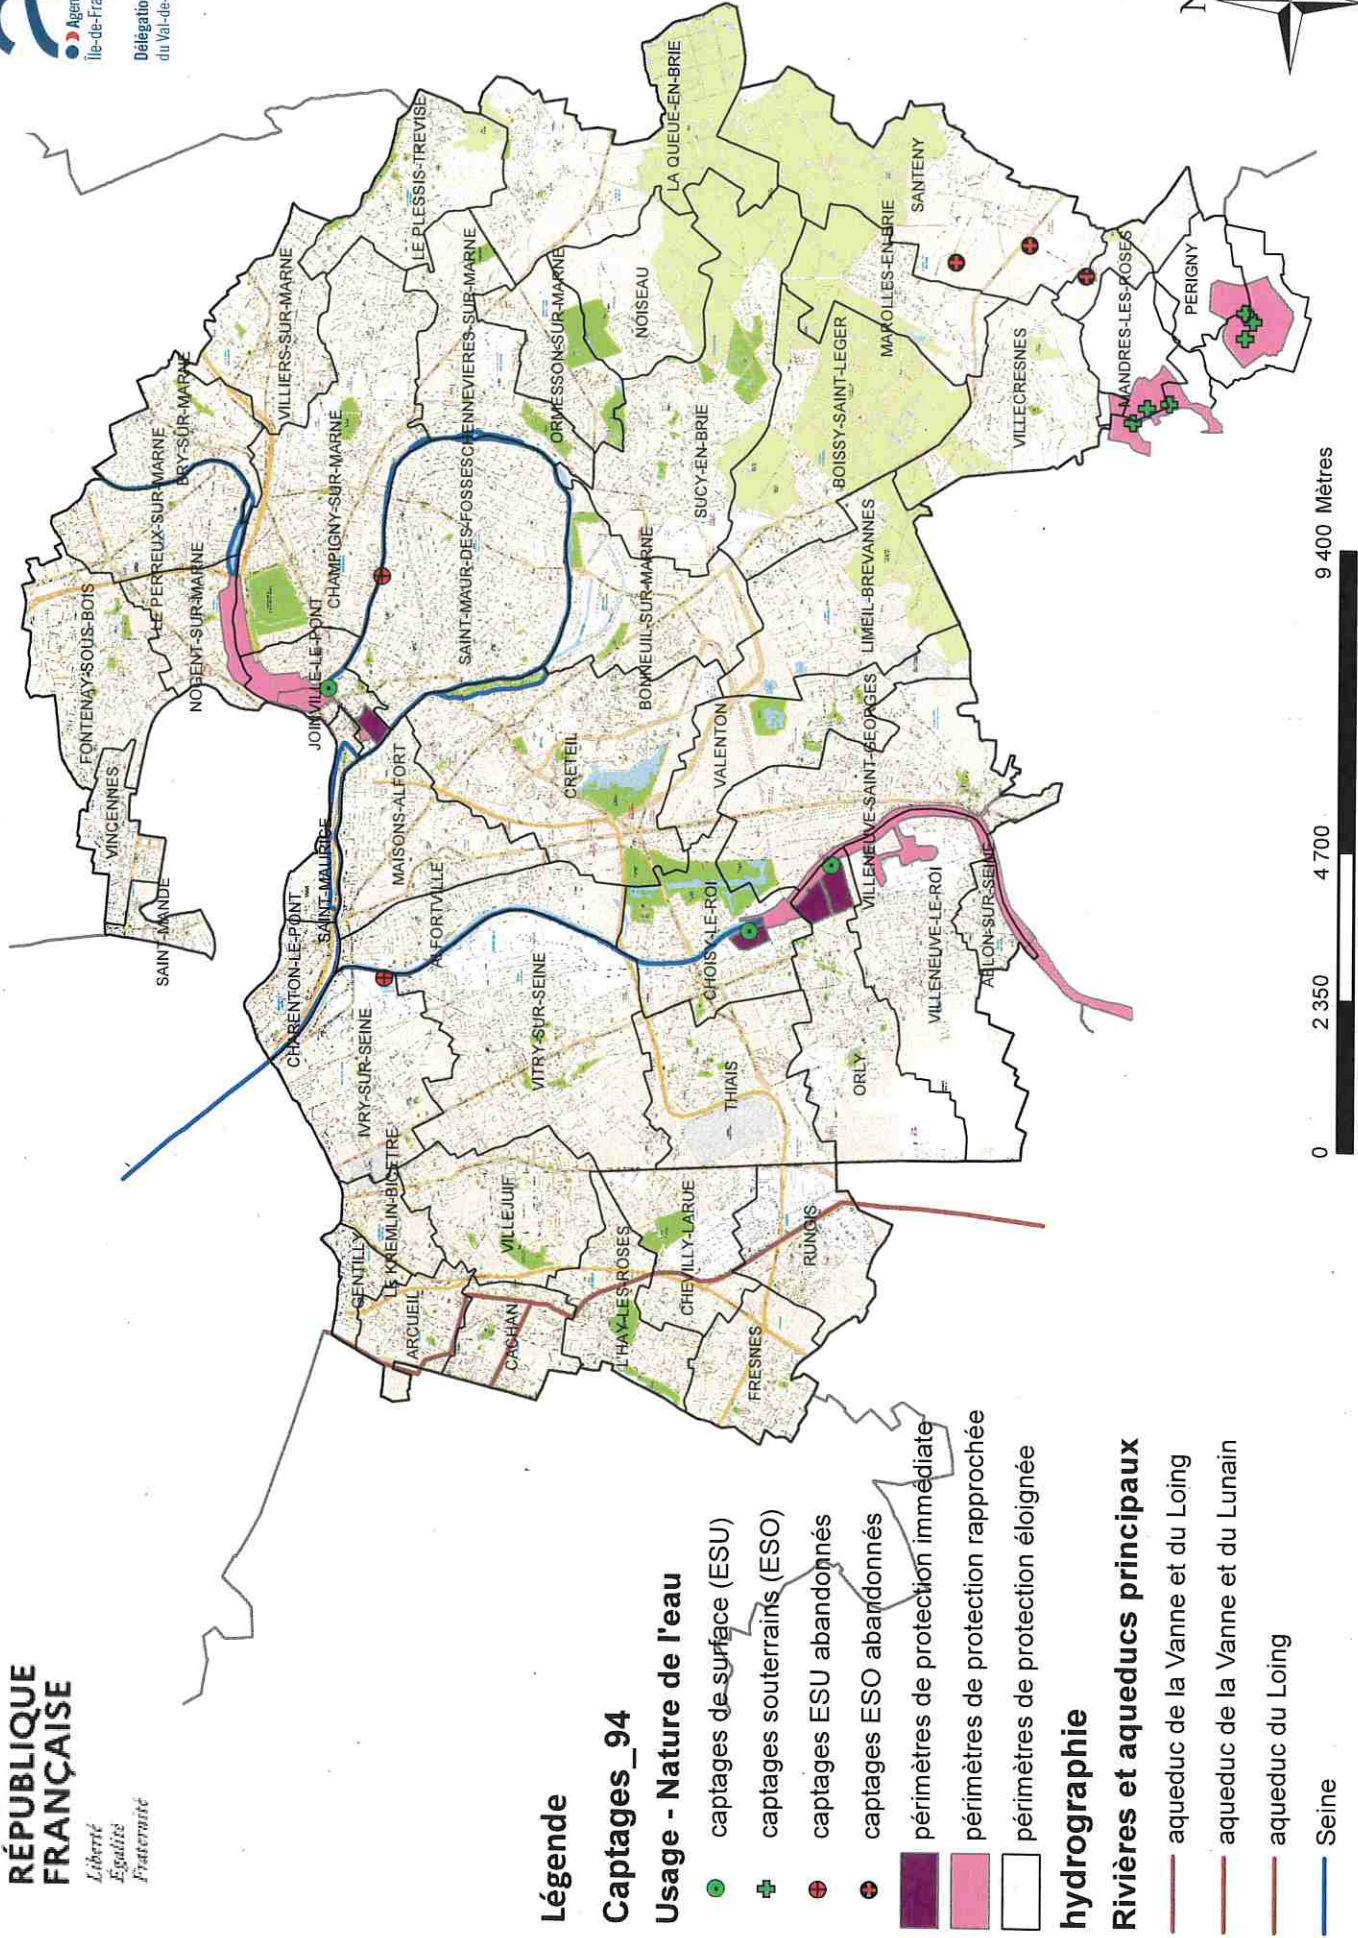 RÉPUBLIQUE
FRANÇAISE
Liberté
Égalité
Fraternité
Agen
Île-de-Fra
Délégatio
du Val-de-
N
FONTENAY-SOUS-BOIS
VINCENNES
SAINT-MANDE
LE PERREUX-SUR-MARNE
BRY-SUR-MARNE
NOGENT-SUR-MARNE
VILLIERS-SUR-MARNE
LE PLESSIS-TREVISE
CHAMPIGNY-SUR-MARNE
JOINVILLE-LE-PONT
SAINT-MAURICE
CHARENTON-LE-PONT
MAISONS-ALFORT
SAINT-MAUR-DES-FOSSES
CHENNEVIERES-SUR-MARNE
ORMESSON-SUR-MARNE
NOISEAU
LA QUEUE-EN-BRIE
ALFORTVILLE
IVRY-SUR-SEINE
GENTILLY
LE KREMLIN-BICETRE
ARCUEIL
CACHAN
VILLEJUIF
VITRY-SUR-SEINE
CRETEIL
BONNEUIL-SUR-MARNE
SUCY-EN-BRIE
L'HAY-LES-ROSES
CHEVILLY-LARUE
FRESNES
RUNGIS
THIAIS
CHOISY-LE-ROI
VALENTON
LIMEIL-BREVANNES
BOISSY-SAINT-LEGER
MAROLLES-EN-BRIE
SANTENY
ORLY
VILLENEUVE-SAINT-GEORGES
VILLENEUVE-LE-ROI
ABLON-SUR-SEINE
VILLECRESNES
MANDRES-LES-ROSES
PERIGNY
Légende
Captages_94
Usage - Nature de l'eau
captages de surface (ESU)
captages souterrains (ESO)
captages ESU abandonnés
captages ESO abandonnés
périmètres de protection immédiate
périmètres de protection rapprochée
périmètres de protection éloignée
hydrographie
Rivières et aqueducs principaux
aqueduc de la Vanne et du Loing
aqueduc de la Vanne et du Lunain
aqueduc du Loing
Seine
0 2 350 4 700 9 400 Mètres